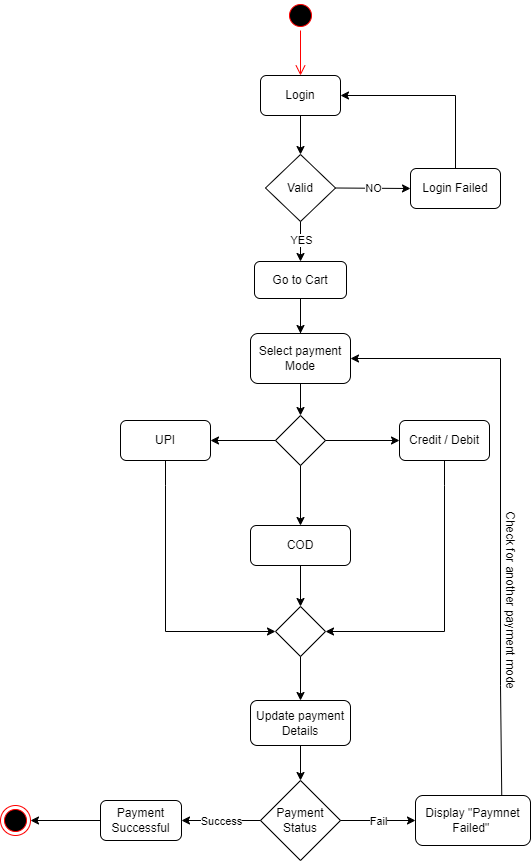 Login
Valid
NO
Login Failed
YES
Go to Cart
Select payment
Mode
UPI
Credit / Debit
COD
Check for another payment mode
Update payment
Details
Payment
Successful
Success
Payment
Status
Fail
Display "Paymnet
Failed"